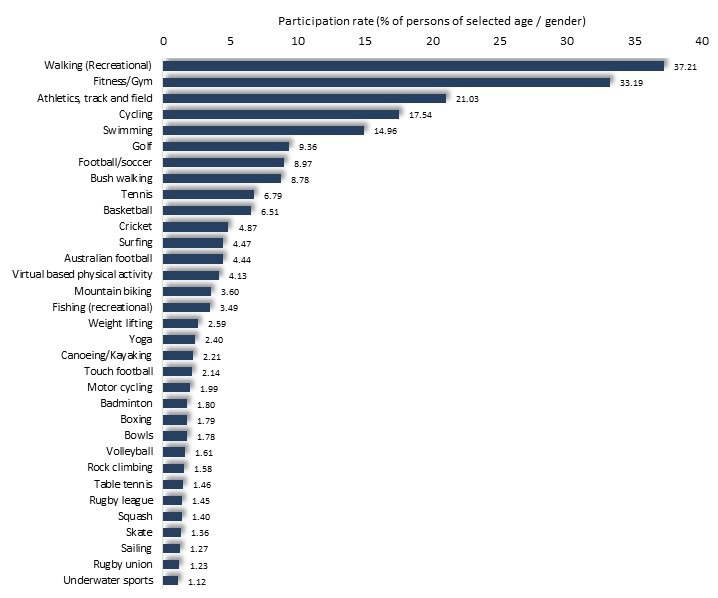 Participation rate (% of persons of selected age / gender)
0 5 10 15 20 25 30 35 40
Walking (Recreational) 37.21
Fitness/Gym 33.19
Athletics, track and field 21.03
Cycling 17.54
Swimming 14.96
Golf 9.36
Football/soccer 8.97
Bush walking 8.78
Tennis 6.79
Basketball 6.51
Cricket 4.87
Surfing 4.47
Australian football 4.44
Virtual based physical activity 4.13
Mountain biking 3.60
Fishing (recreational) 3.49
Weight lifting 2.59
Yoga 2.40
Canoeing/Kayaking 2.21
Touch football 2.14
Motor cycling 1.99
Badminton 1.80
Boxing 1.79
Bowls 1.78
Volleyball 1.61
Rock climbing 1.58
Table tennis 1.46
Rugby league 1.45
Squash 1.40
Skate 1.36
Sailing 1.27
Rugby union 1.23
Underwater sports 1.12